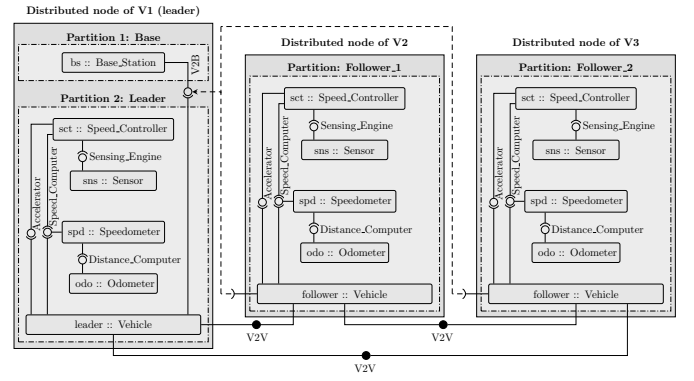 Distributed node of V1 (leader)
Partition 1: Base
bs :: Base_Station
V2B
Partition 2: Leader
sct :: Speed_Controller
Sensing_Engine
sns :: Sensor
Accelerator
Speed_Computer
spd :: Speedometer
Distance_Computer
odo :: Odometer
leader :: Vehicle
Distributed node of V2
Partition: Follower_1
sct :: Speed_Controller
Sensing_Engine
sns :: Sensor
Accelerator
Speed_Computer
spd :: Speedometer
Distance_Computer
odo :: Odometer
follower :: Vehicle
Distributed node of V3
Partition: Follower_2
sct :: Speed_Controller
Sensing_Engine
sns :: Sensor
Accelerator
Speed_Computer
spd :: Speedometer
Distance_Computer
odo :: Odometer
follower :: Vehicle
V2V
V2V
V2V